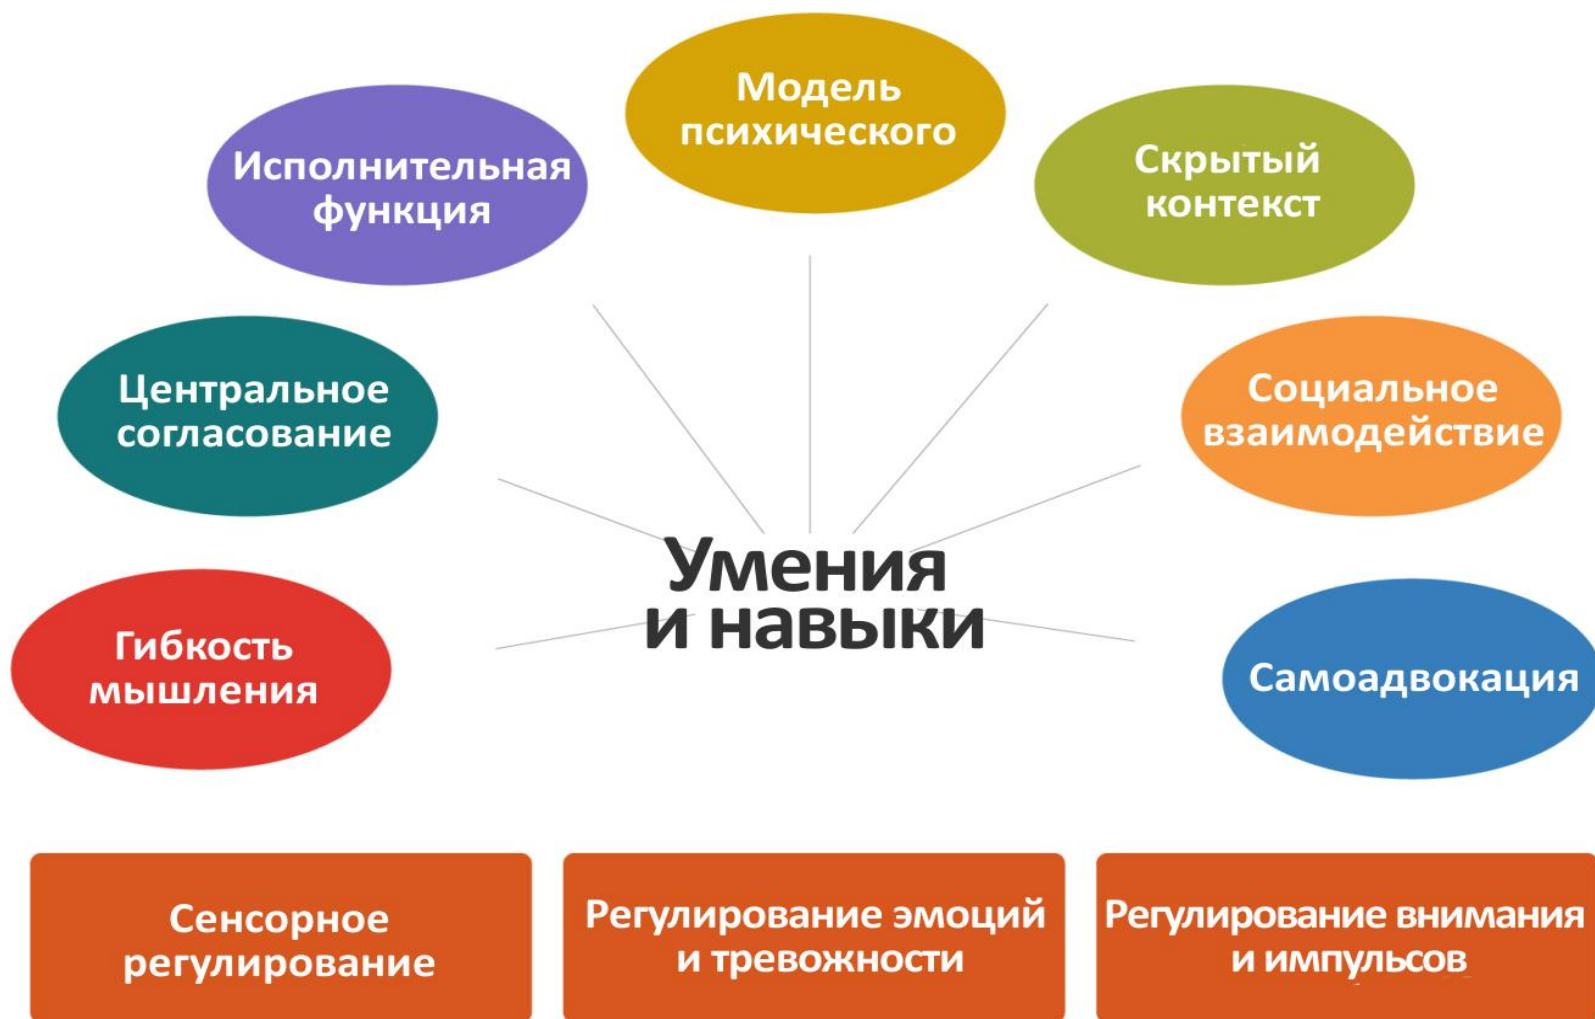 Модель
психического
Исполнительная
функция
Скрытый
контекст
Центральное
согласование
Социальное
взаимодействие
Умения
и навыки
Гибкость
мышления
Самоадвокация
Сенсорное
регулирование
Регулирование эмоций
и тревожности
Регулирование внимания
и импульсов